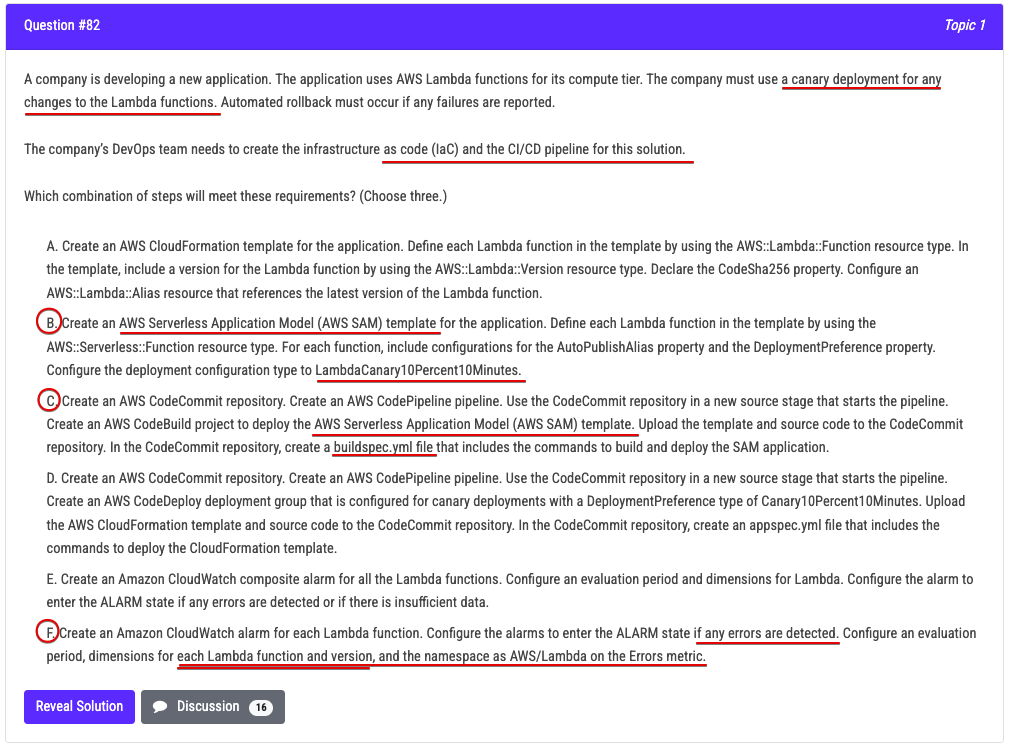 Question #82
Topic 1
A company is developing a new application. The application uses AWS Lambda functions for its compute tier. The company must use a canary deployment for any
changes to the Lambda functions. Automated rollback must occur if any failures are reported.
The company's DevOps team needs to create the infrastructure as code (IaC) and the CI/CD pipeline for this solution.
Which combination of steps will meet these requirements? (Choose three.)
A. Create an AWS CloudFormation template for the application. Define each Lambda function in the template by using the AWS::Lambda::Function resource type. In
the template, include a version for the Lambda function by using the AWS::Lambda::Version resource type. Declare the CodeSha256 property. Configure an
AWS::Lambda::Alias resource that references the latest version of the Lambda function.
B. Create an AWS Serverless Application Model (AWS SAM) template for the application. Define each Lambda function in the template by using the
AWS::Serverless::Function resource type. For each function, include configurations for the AutoPublishAlias property and the DeploymentPreference property.
Configure the deployment configuration type to LambdaCanary10Percent10Minutes.
C. Create an AWS CodeCommit repository. Create an AWS CodePipeline pipeline. Use the CodeCommit repository in a new source stage that starts the pipeline.
Create an AWS CodeBuild project to deploy the AWS Serverless Application Model (AWS SAM) template. Upload the template and source code to the CodeCommit
repository. In the CodeCommit repository, create a buildspec.yml file that includes the commands to build and deploy the SAM application.
D. Create an AWS CodeCommit repository. Create an AWS CodePipeline pipeline. Use the CodeCommit repository in a new source stage that starts the pipeline.
Create an AWS CodeDeploy deployment group that is configured for canary deployments with a DeploymentPreference type of Canary10Percent10Minutes. Upload
the AWS CloudFormation template and source code to the CodeCommit repository. In the CodeCommit repository, create an appspec.yml file that includes the
commands to deploy the CloudFormation template.
E. Create an Amazon CloudWatch composite alarm for all the Lambda functions. Configure an evaluation period and dimensions for Lambda. Configure the alarm to
enter the ALARM state if any errors are detected or if there is insufficient data.
F. Create an Amazon CloudWatch alarm for each Lambda function. Configure the alarms to enter the ALARM state if any errors are detected. Configure an evaluation
period, dimensions for each Lambda function and version, and the namespace as AWS/Lambda on the Errors metric.
Reveal Solution
Discussion 16